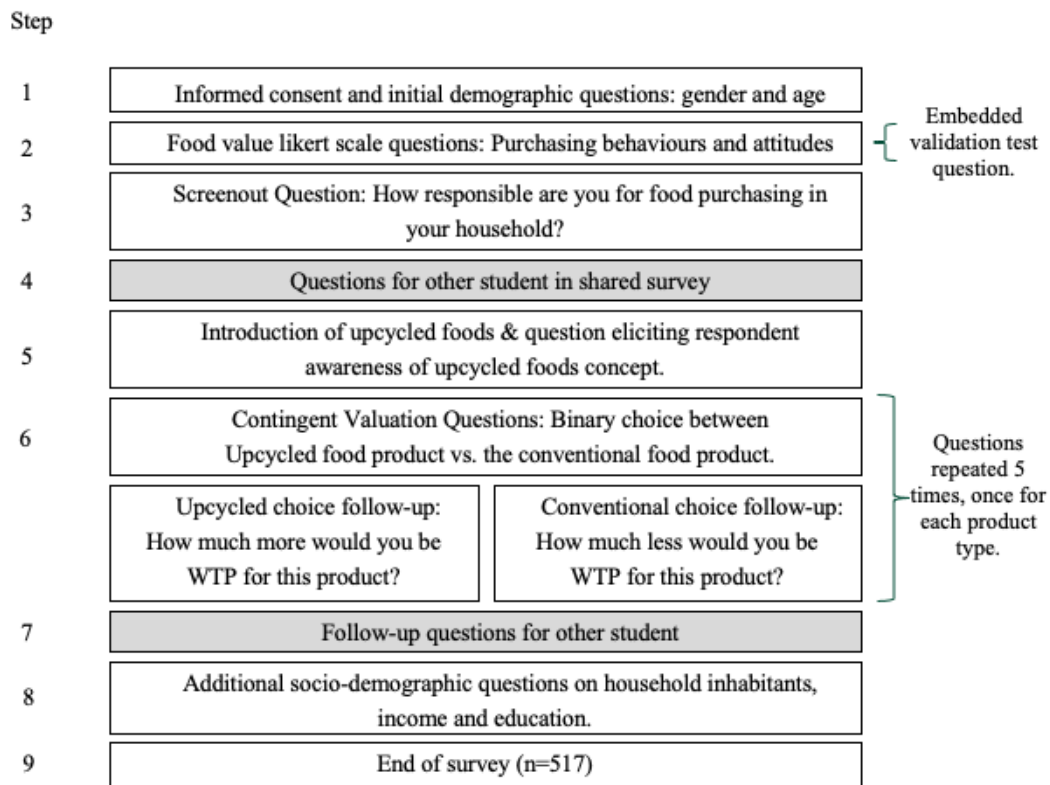 Step
1
Informed consent and initial demographic questions: gender and age
2
Food value likert scale questions: Purchasing behaviours and attitudes
Embedded
validation test
question.
3
Screenout Question: How responsible are you for food purchasing in
your household?
4
Questions for other student in shared survey
5
Introduction of upcycled foods & question eliciting respondent
awareness of upcycled foods concept.
6
Contingent Valuation Questions: Binary choice between
Upcycled food product vs. the conventional food product.
Upcycled choice follow-up:
How much more would you be
WTP for this product?
Conventional choice follow-up:
How much less would you be
WTP for this product?
Questions
repeated 5
times, once for
each product
type.
7
Follow-up questions for other student
8
Additional socio-demographic questions on household inhabitants,
income and education.
9
End of survey (n=517)